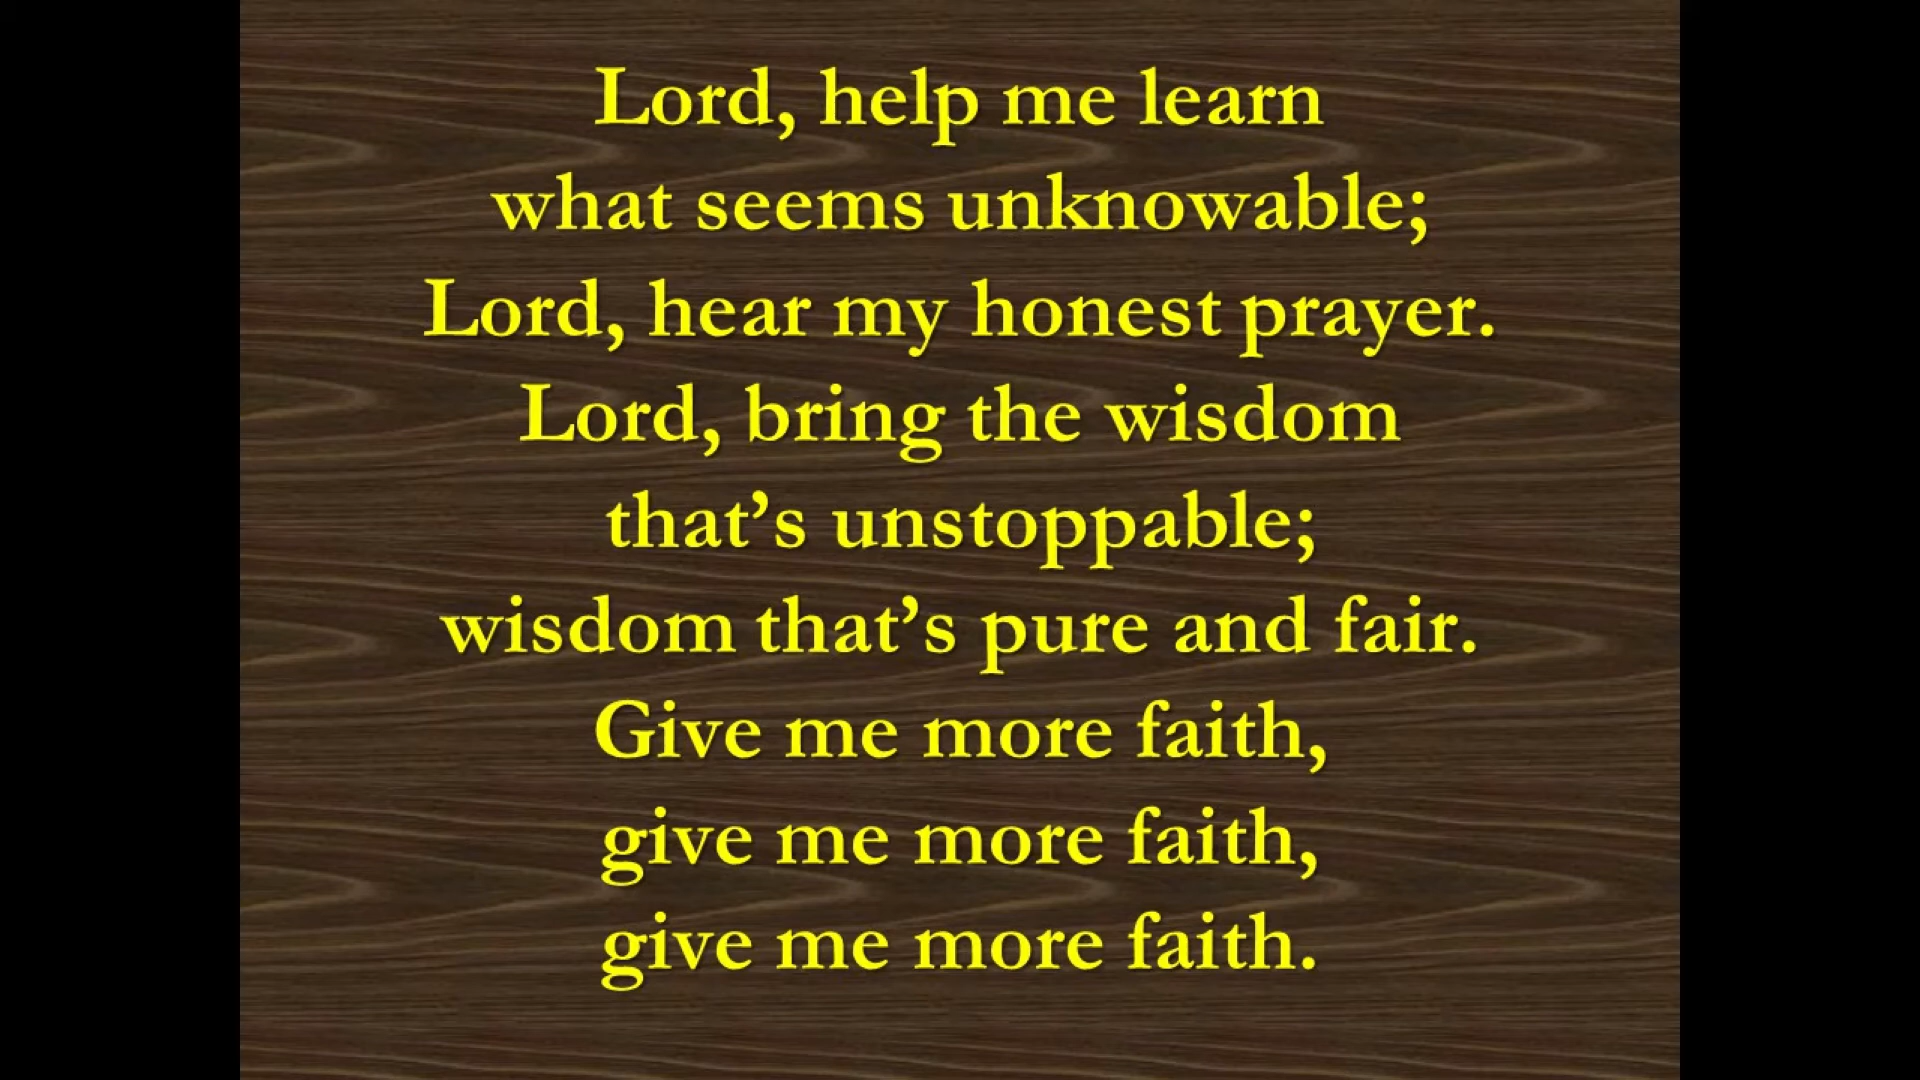 Lord, help me learn
what seems unknowable;
Lord, hear my honest prayer.
Lord, bring the wisdom
that’s unstoppable;
wisdom that’s pure and fair.
Give me more faith,
give me more faith,
give me more faith.